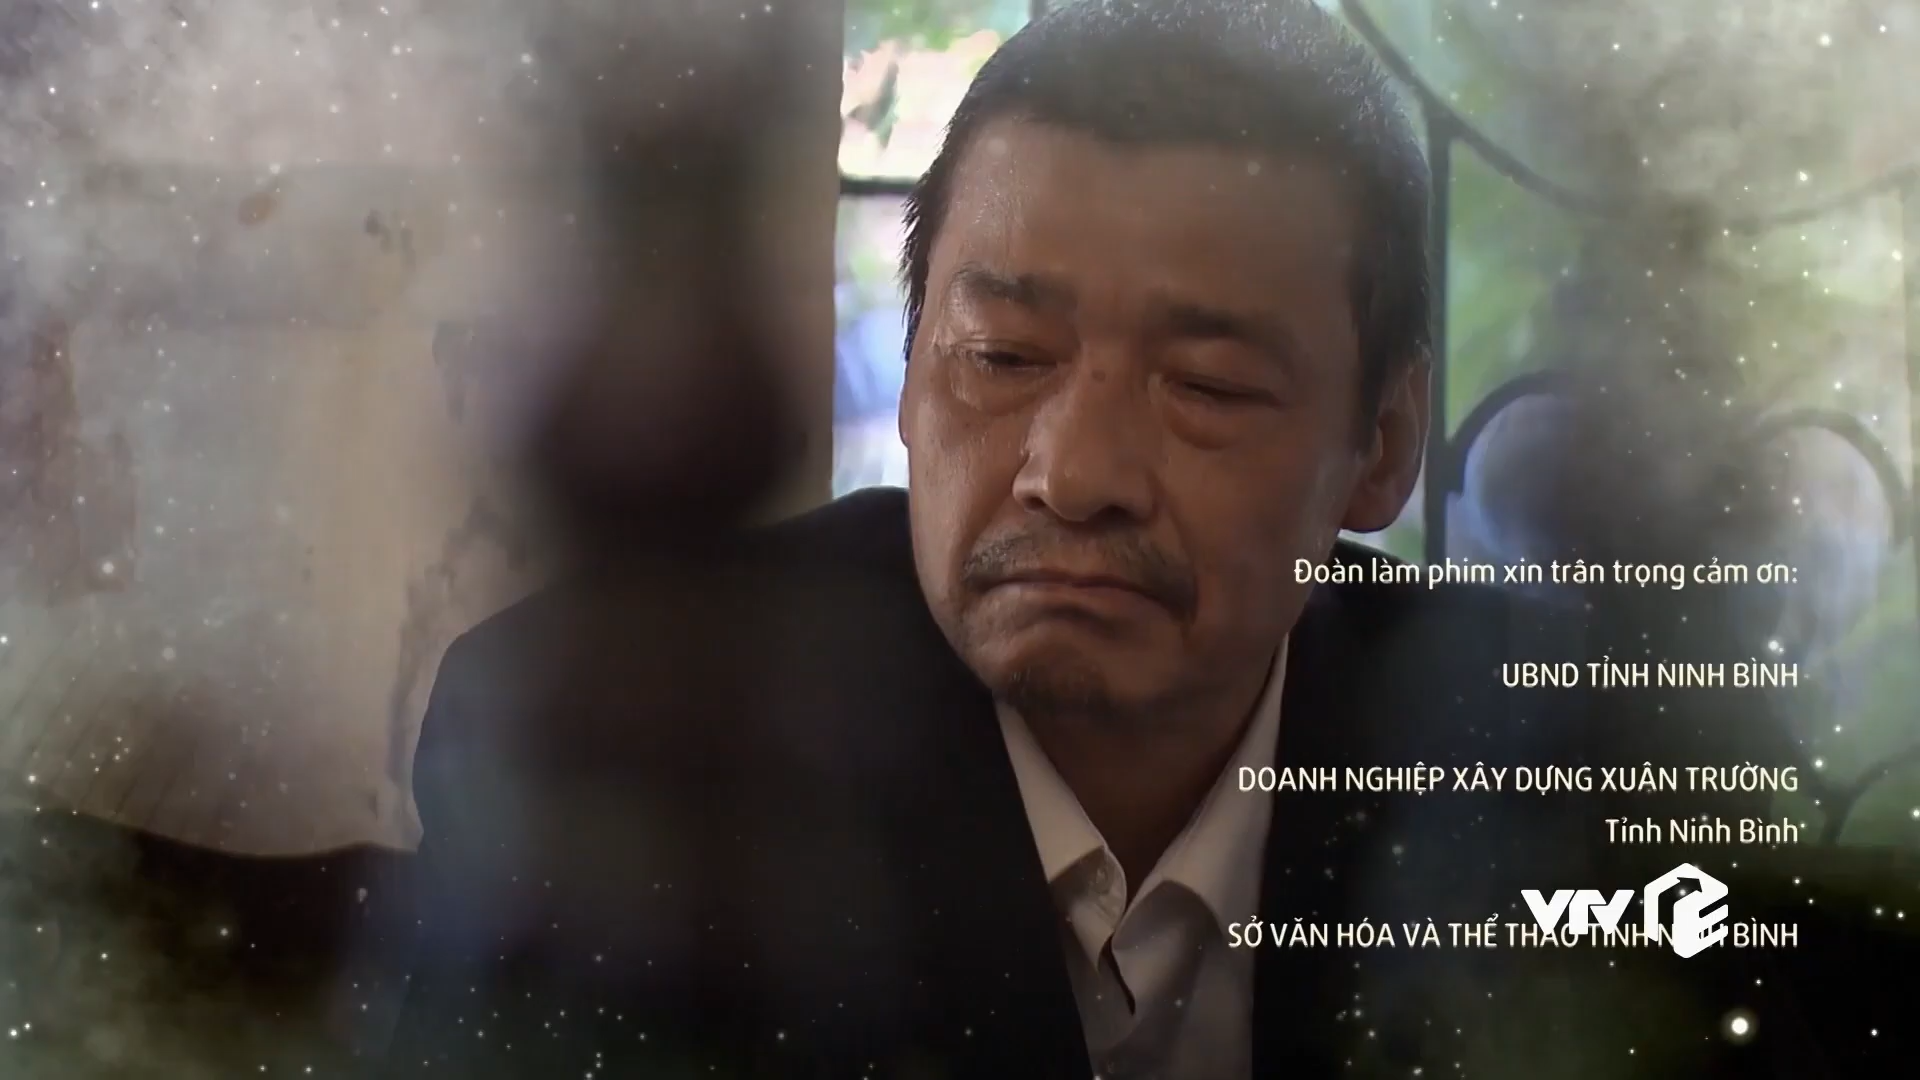 Đoàn làm phim xin trân trọng cảm ơn:
UBND TỈNH NINH BÌNH
DOANH NGHIỆP XÂY DỰNG XUÂN TRƯỜNG
Tỉnh Ninh Bình
VTV
SỞ VĂN HÓA VÀ THỂ THAO TỈNH NINH BÌNH